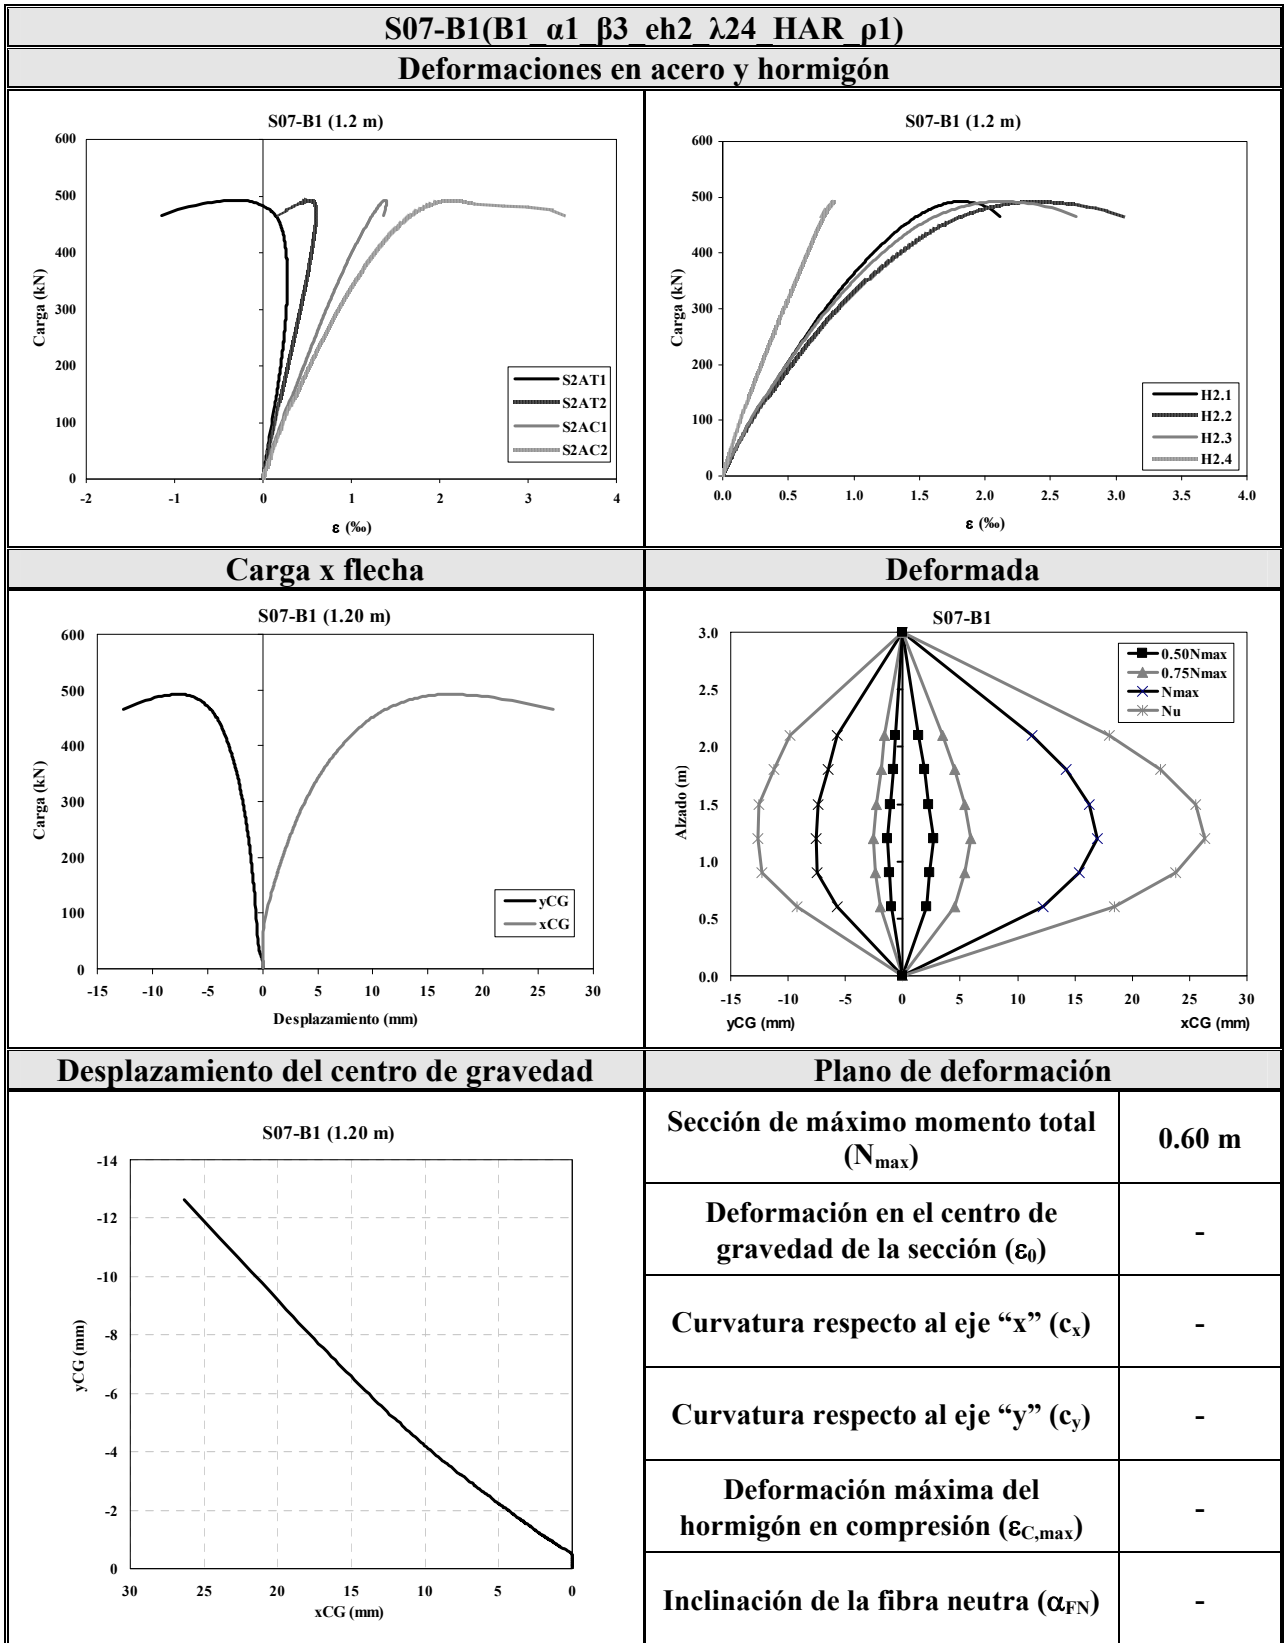 S07-B1(B1_α1_β3_eh2_λ24_HAR_ρ1)
Deformaciones en acero y hormigón
S07-B1 (1.2 m)
600
500
400
300
200
100
0
Carga (kN)
-2 -1 0 1 2 3 4
ε (‰)
S2AT1
S2AT2
S2AC1
S2AC2
S07-B1 (1.2 m)
600
500
400
300
200
100
0
Carga (kN)
0.0 0.5 1.0 1.5 2.0 2.5 3.0 3.5 4.0
ε (‰)
H2.1
H2.2
H2.3
H2.4
Carga x flecha
S07-B1 (1.20 m)
600
500
400
300
200
100
0
Carga (kN)
-15 -10 -5 0 5 10 15 20 25 30
Desplazamiento (mm)
yCG
xCG
Deformada
S07-B1
3.0
2.5
2.0
1.5
1.0
0.5
0.0
Alzado (m)
-15 -10 -5 0 5 10 15 20 25 30
yCG (mm) xCG (mm)
0.50Nmax
0.75Nmax
Nmax
Nu
Desplazamiento del centro de gravedad
S07-B1 (1.20 m)
-14
-12
-10
-8
-6
-4
-2
0
yCG (mm)
30 25 20 15 10 5 0
xCG (mm)
Plano de deformación
Sección de máximo momento total
(Nmax)
0.60 m
Deformación en el centro de
gravedad de la sección (ε0)
-
Curvatura respecto al eje “x” (cx)
-
Curvatura respecto al eje “y” (cy)
-
Deformación máxima del
hormigón en compresión (εC,max)
-
Inclinación de la fibra neutra (αFN)
-